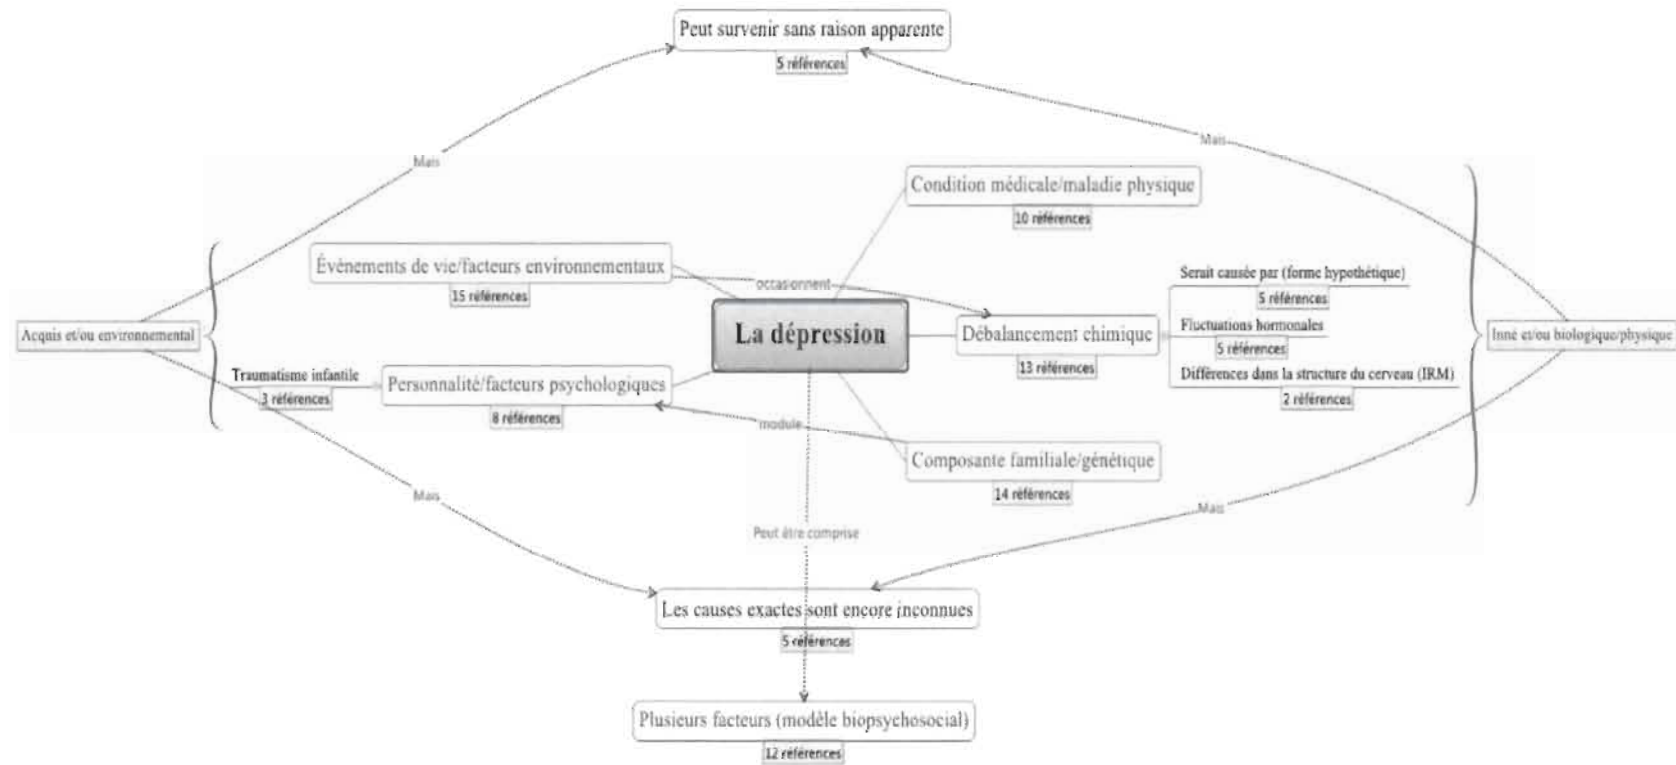 Peut survenir sans raison apparente
5 références
Mais
Mais
Condition médicale/maladie physique
10 références
Évènements de vie/facteurs environnementaux
15 références
occasionnent
Serait causée par (forme hypothétique)
5 références
Acquis et/ou environnemental
La dépression
Débalancement chimique
13 références
Fluctuations hormonales
5 références
Inné et/ou biologique/physique
Traumatisme infantile
3 références
Personnalité/facteurs psychologiques
8 références
Différences dans la structure du cerveau (IRM)
2 références
module
Composante familiale/génétique
14 références
Mais
Mais
Peut être comprise
Les causes exactes sont encore inconnues
5 références
Plusieurs facteurs (modèle biopsychosocial)
12 références